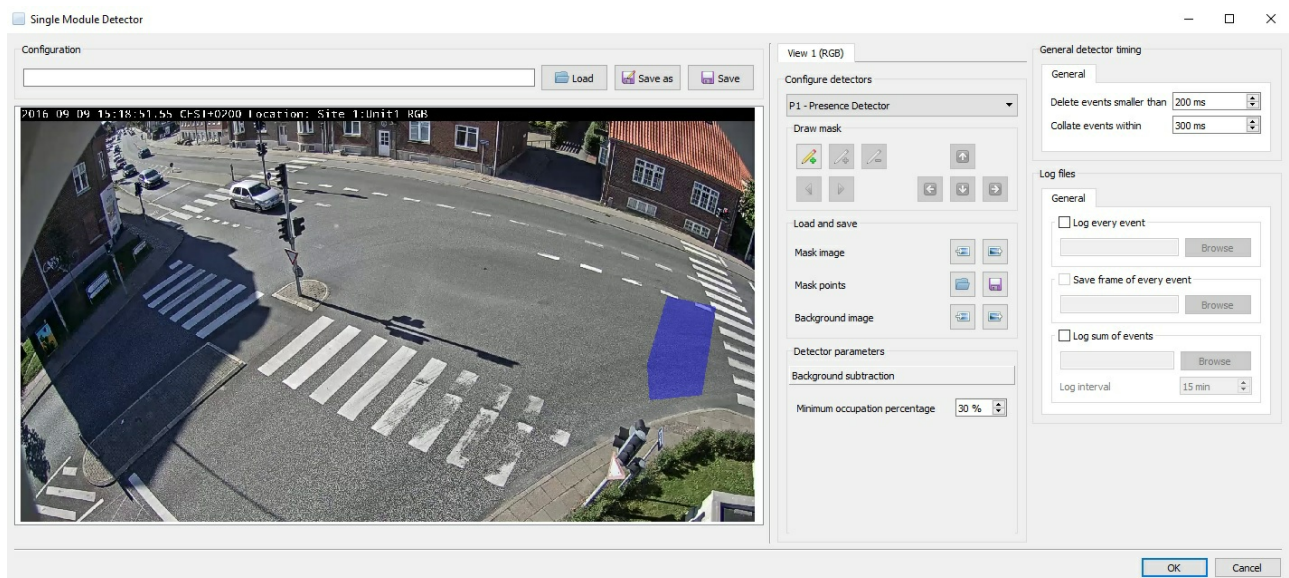 Single Module Detector
Configuration
Load
Save as
Save
2016 09 09 15:18:51.55 CEST+0200 Location: Site 1:Unit1 RGB
View 1 (RGB)
Configure detectors
P1 - Presence Detector
Draw mask
Load and save
Mask image
Mask points
Background image
Detector parameters
Background subtraction
Minimum occupation percentage 30 %
General detector timing
General
Delete events smaller than 200 ms
Collate events within 300 ms
Log files
General
Log every event
Browse
Save frame of every event
Browse
Log sum of events
Browse
Log interval 15 min
OK
Cancel